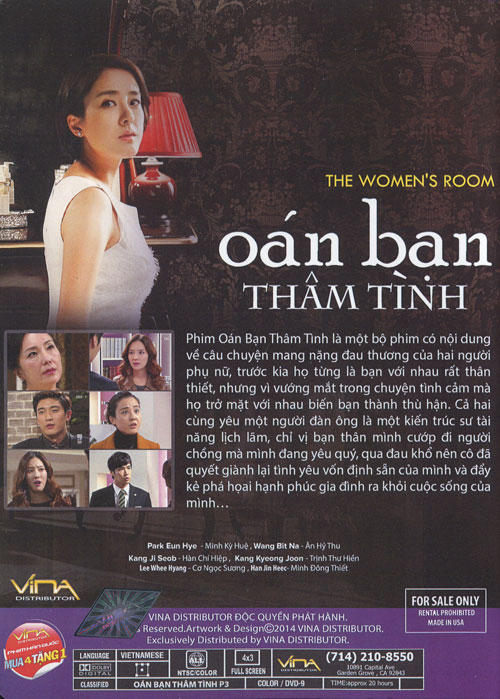 THE WOMEN'S ROOM
oán bạn
THÂM TÌNH
Phim Oán Bạn Thâm Tình là một bộ phim có nội dung
về câu chuyện mang nặng đau thương của hai người
phụ nữ, trước kia họ từng là bạn với nhau rất thân
thiết, nhưng vì vướng mắt trong chuyện tình cảm mà
họ trở mặt với nhau biến bạn thành thù hận. Cả hai
cùng yêu một người đàn ông là một kiến trúc sư tài
năng lịch lãm, chỉ vị bạn thân mình cướp đi người
chồng mà mình đang yêu quý, qua đau khổ nên cô đã
quyết giành lại tình yêu vốn định sẵn của mình và đẩy
kẻ phá họai hạnh phúc gia đình ra khỏi cuộc sống của
mình...
Park Eun Hye - Minh Kỳ Huệ, Wang Bit Na - Ân Hỷ Thu
Kang Ji Seob - Hàn Chí Hiệp, Kang Kyeong Joon - Trịnh Thư Hiền
Lee Whee Hyang - Cơ Ngọc Sương, Han Jin Heec- Minh Đông Thiết
VINA
DISTRIBUTOR
FOR SALE ONLY
RENTAL PROHIBITED
MADE IN USA
VINA DISTRIBUTOR ĐỘC QUYỀN PHÁT HÀNH.
s Reserved.Artwork & Design©2014 VINA DISTRIBUTOR.
Exclusively Distributed by VINA DISTRIBUTOR.
VINA
DISTRIBUTOR
PHIM HÀN QUỐC
MUA 4 TẶNG 1
LANGUAGE VIETNAMESE ALL 4x3 VINA (714) 210-8550
DOLBY DIGITAL NTSC/COLOR FULL SCREEN DISTRIBUTOR 10891 Capital Ave
Garden Grove, CA 92843
CLASSIFIED OÁN BẠN THÂM TÌNH P3 COLOR / DVD-9 TIME:approx 20 hours